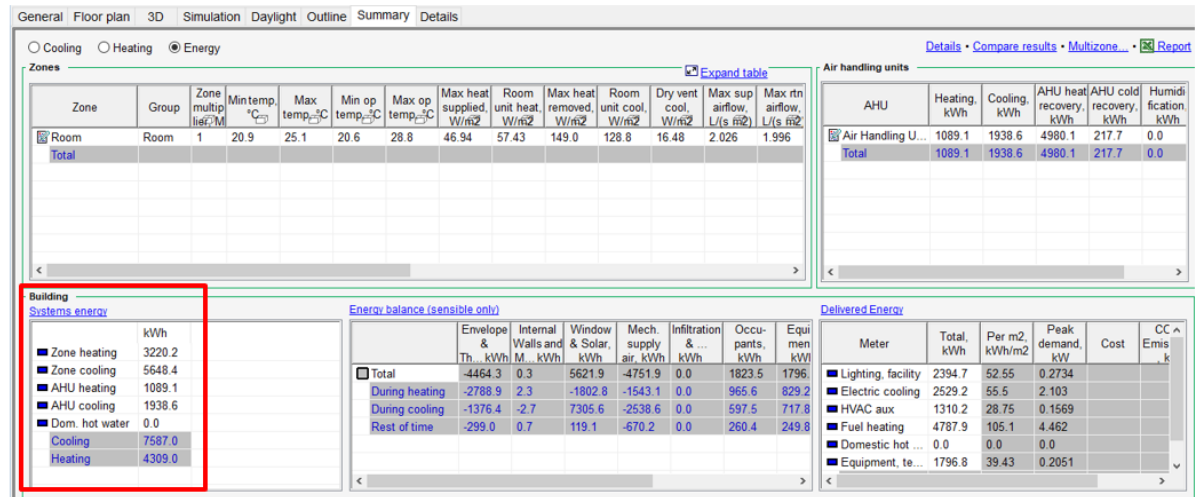 General Floor plan 3D Simulation Daylight Outline Summary Details
Cooling Heating Energy
Details • Compare results • Multizone... • Report
Zones
Expand table
Zone Group Zone multip lier, M Min temp, °C Max temp, °C Min op temp, °C Max op temp, °C Max heat supplied, W/m2 Room unit heat, W/m2 Max heat removed, W/m2 Room unit cool, W/m2 Dry vent cool, W/m2 Max sup airflow, L/(s m2) Max rtn airflow, L/(s m2
Room Room 1 20.9 25.1 20.6 28.8 46.94 57.43 149.0 128.8 16.48 2.026 1.996
Total
Air handling units
AHU Heating, kWh Cooling, kWh AHU heat recovery, kWh AHU cold recovery, kWh Humidi fication. kWh
Air Handling U... 1089.1 1938.6 4980.1 217.7 0.0
Total 1089.1 1938.6 4980.1 217.7 0.0
Building
Systems energy
kWh
Zone heating 3220.2
Zone cooling 5648.4
AHU heating 1089.1
AHU cooling 1938.6
Dom. hot water 0.0
Cooling 7587.0
Heating 4309.0
Energy balance (sensible only)
Envelope & Th... kWh Internal Walls and M... kWh Window & Solar, kWh Mech. supply air, kWh Infiltration & ... kWh Occu- pants, kWh Equi men kWI
Total -4464.3 0.3 5621.9 -4751.9 0.0 1823.5 1796.
During heating -2788.9 2.3 -1802.8 -1543.1 0.0 965.6 829.2
During cooling -1376.4 -2.7 7305.6 -2538.6 0.0 597.5 717.8
Rest of time -299.0 0.7 119.1 -670.2 0.0 260.4 249.8
Delivered Energy
Meter Total, kWh Per m2, kWh/m2 Peak demand, kW Cost CC Emis , k
Lighting, facility 2394.7 52.55 0.2734
Electric cooling 2529.2 55.5 2.103
HVAC aux 1310.2 28.75 0.1569
Fuel heating 4787.9 105.1 4.462
Domestic hot ... 0.0 0.0 0.0
Equipment, te... 1796.8 39.43 0.2051